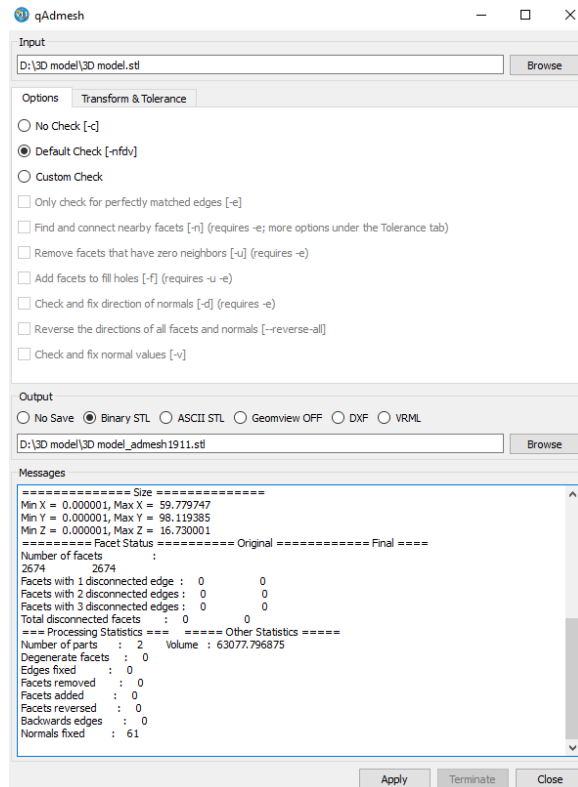 qAdmesh
Input
D:\3D model\3D model.stl
Browse
Options
Transform & Tolerance
No Check [-c]
Default Check [-nfdv]
Custom Check
Only check for perfectly matched edges [-e]
Find and connect nearby facets [-n] (requires -e; more options under the Tolerance tab)
Remove facets that have zero neighbors [-u] (requires -e)
Add facets to fill holes [-f] (requires -u -e)
Check and fix direction of normals [-d] (requires -e)
Reverse the directions of all facets and normals [--reverse-all]
Check and fix normal values [-v]
Output
No Save Binary STL ASCII STL Geomview OFF DXF VRML
D:\3D model\3D model_admesh1911.stl
Browse
Messages
============== Size ==============
Min X = 0.000001, Max X = 59.779747
Min Y = 0.000001, Max Y = 98.119385
Min Z = 0.000001, Max Z = 16.730001
========= Facet Status ========== Original ============ Final ====
Number of facets :
2674 2674
Facets with 1 disconnected edge : 0 0
Facets with 2 disconnected edges : 0 0
Facets with 3 disconnected edges : 0 0
Total disconnected facets : 0 0
=== Processing Statistics === ===== Other Statistics =====
Number of parts : 2 Volume : 63077.796875
Degenerate facets : 0
Edges fixed : 0
Facets removed : 0
Facets added : 0
Facets reversed : 0
Backwards edges : 0
Normals fixed : 61
Apply
Terminate
Close